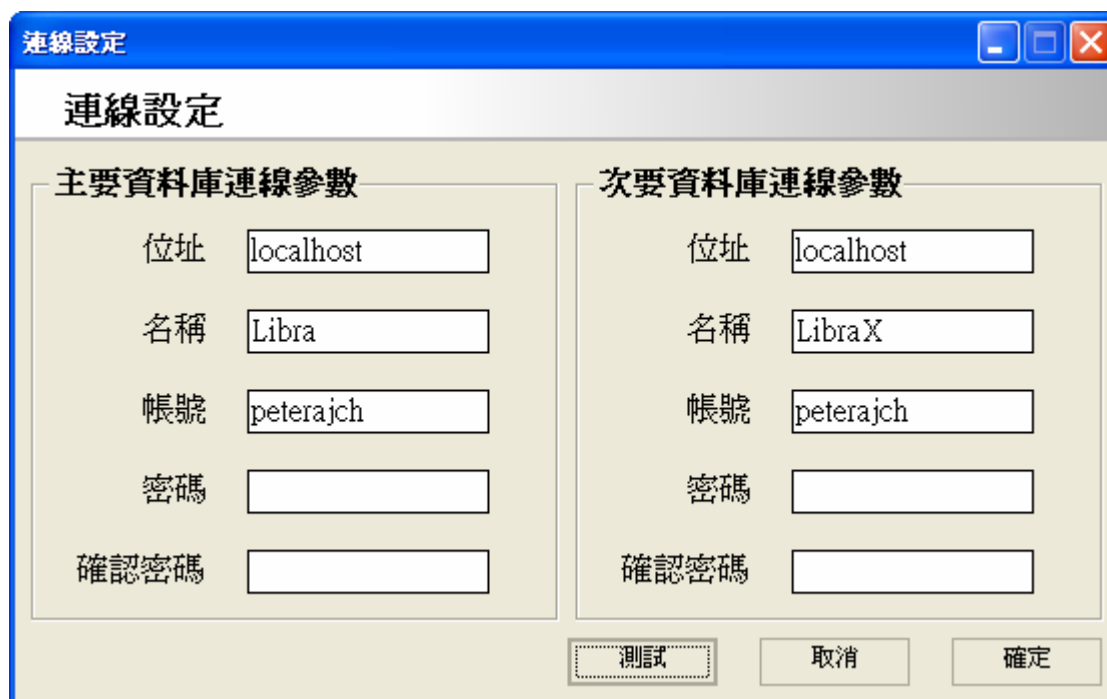 連線設定
連線設定
主要資料庫連線參數
位址 localhost
名稱 Libra
帳號 peterajch
密碼
確認密碼
次要資料庫連線參數
位址 localhost
名稱 LibraX
帳號 peterajch
密碼
確認密碼
測試 取消 確定